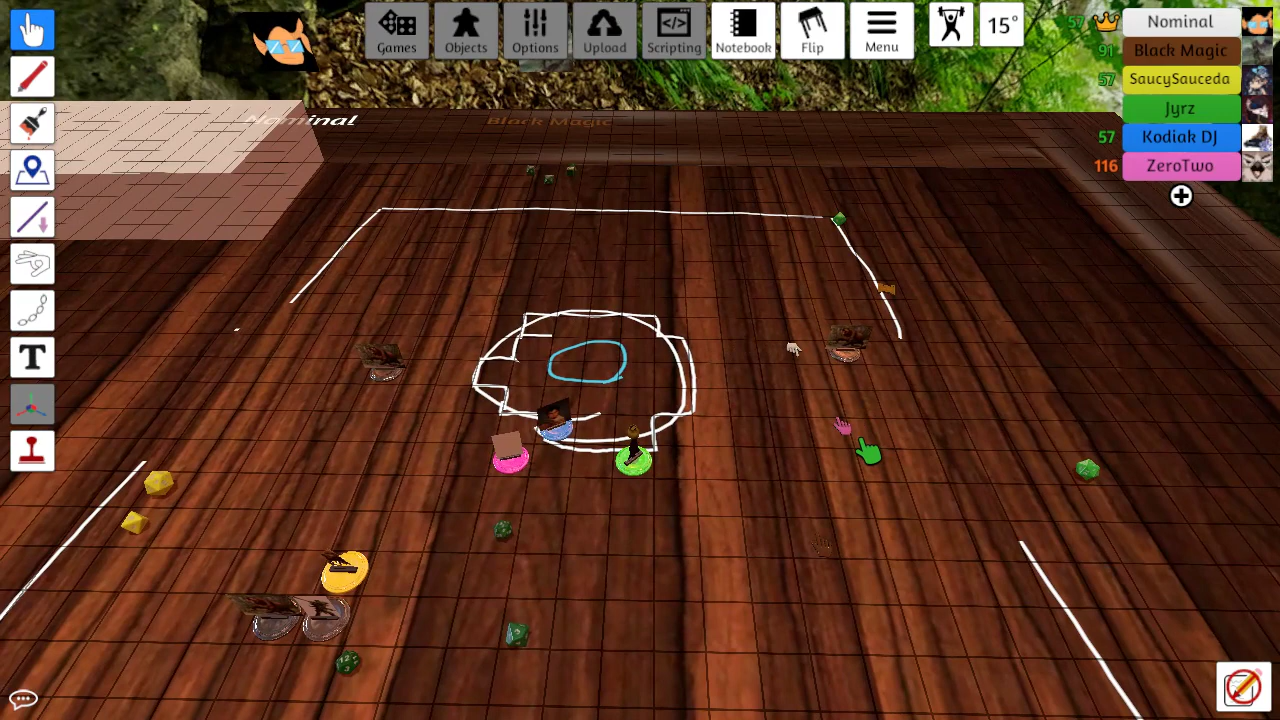 Games
Objects
Options
Upload
Scripting
Notebook
Flip
Menu
15°
57
Nominal
91
Black Magic
57
SaucySauceda
Jyrz
57
Kodiak DJ
116
ZeroTwo
Nominal
Black Magic
T